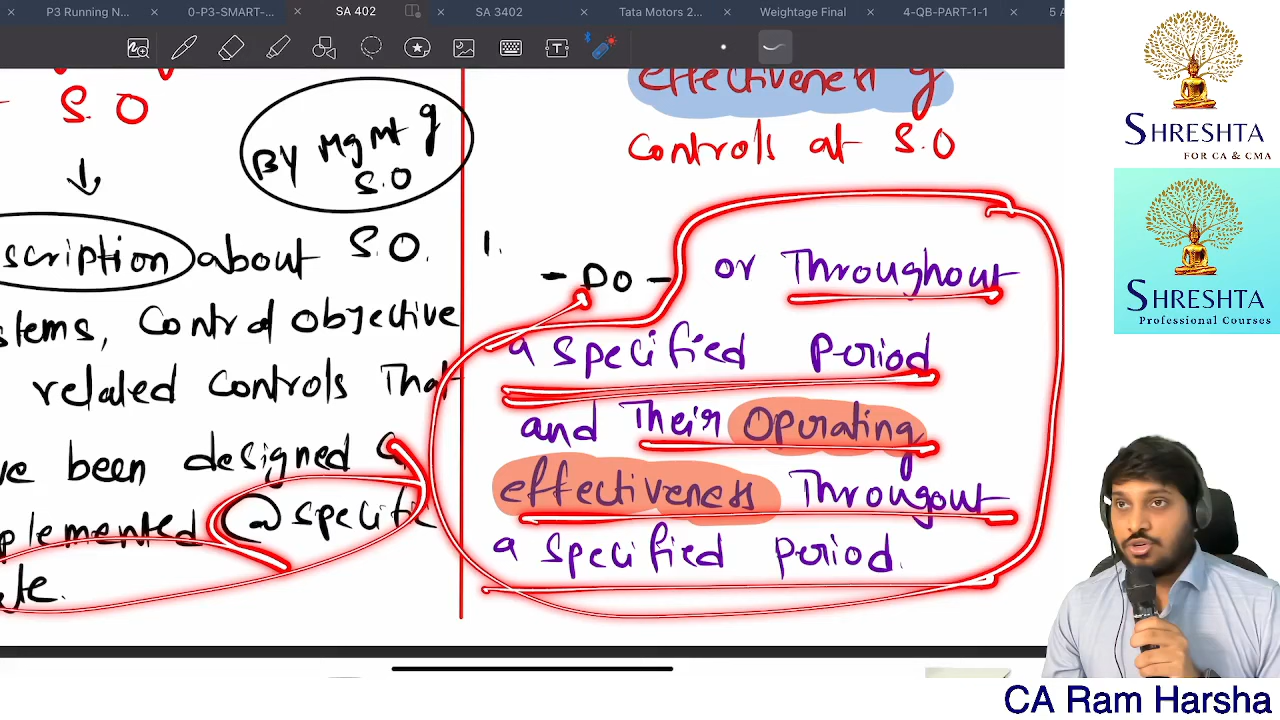 P3 Running N...
0-P3-SMART-...
SA 402
SA 3402
Tata Motors 2...
Weightage Final
4-QB-PART-1-1
5 A
S.O
By Mgmt of
S.O
scription about S.O.
stems, Control objective
related controls That
ve been designed
plemented @ specific
te.
effectiveness of
controls at S.O
1.
- Do - or Throughout
a specified Period
and Their Operating
effectiveness Througout
a specified period.
SHRESHTA
FOR CA & CMA
SHRESHTA
Professional Courses
CA Ram Harsha